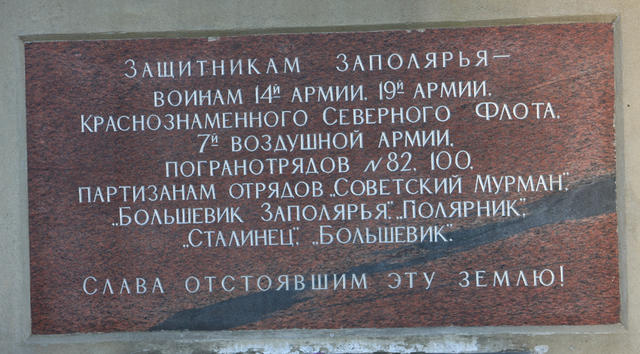 ЗАЩИТНИКАМ ЗАПОЛЯРЬЯ—
ВОИНАМ 14й АРМИИ, 19й АРМИИ,
КРАСНОЗНАМЕННОГО СЕВЕРНОГО ФЛОТА,
7й ВОЗДУШНОЙ АРМИИ,
ПОГРАНОТРЯДОВ N82, 100,
ПАРТИЗАНАМ ОТРЯДОВ „СОВЕТСКИЙ МУРМАН",
„БОЛЬШЕВИК ЗАПОЛЯРЬЯ", „ПОЛЯРНИК",
„СТАЛИНЕЦ", „БОЛЬШЕВИК".
СЛАВА ОТСТОЯВШИМ ЭТУ ЗЕМЛЮ!